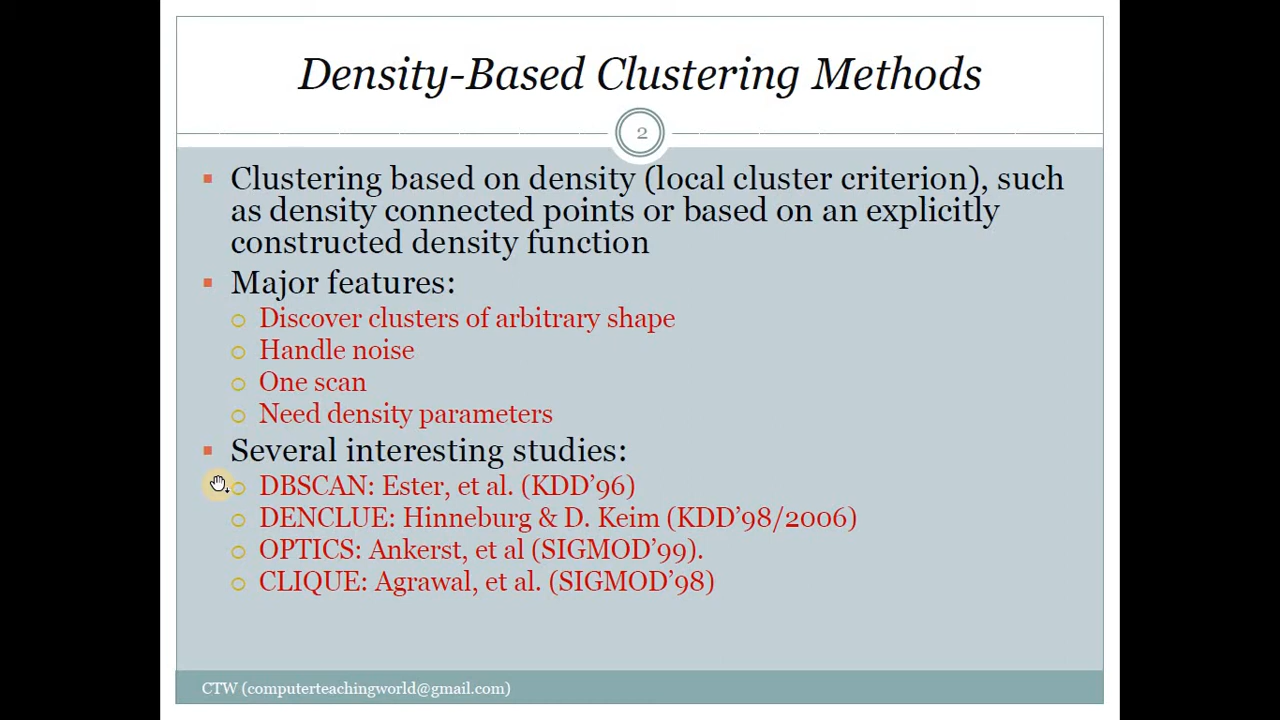 Density-Based Clustering Methods
2
Clustering based on density (local cluster criterion), such
as density connected points or based on an explicitly
constructed density function
Major features:
Discover clusters of arbitrary shape
Handle noise
One scan
Need density parameters
Several interesting studies:
DBSCAN: Ester, et al. (KDD’96)
DENCLUE: Hinneburg & D. Keim (KDD’98/2006)
OPTICS: Ankerst, et al (SIGMOD’99).
CLIQUE: Agrawal, et al. (SIGMOD’98)
CTW (computerteachingworld@gmail.com)